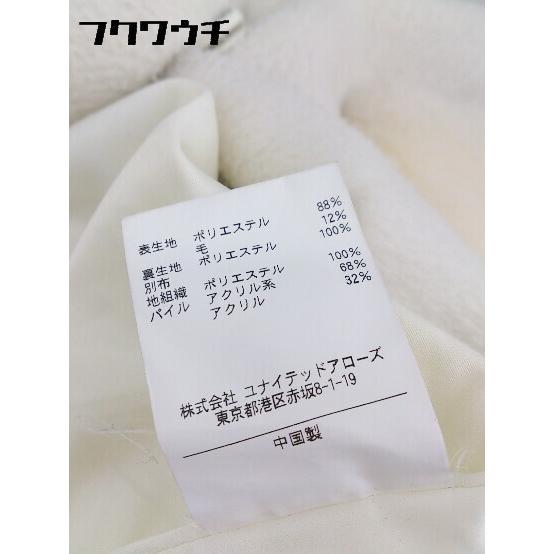 フクワウチ
表生地 ポリエステル 88%
毛 12%
裏生地 ポリエステル 100%
別布
地組織 ポリエステル 100%
パイル アクリル系 68%
アクリル 32%
株式会社 ユナイテッドアローズ
東京都港区赤坂8-1-19
中国製